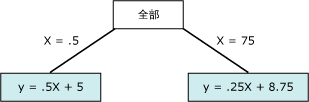 全部
X = .5
X = 75
y = .5X + 5
y = .25X + 8.75